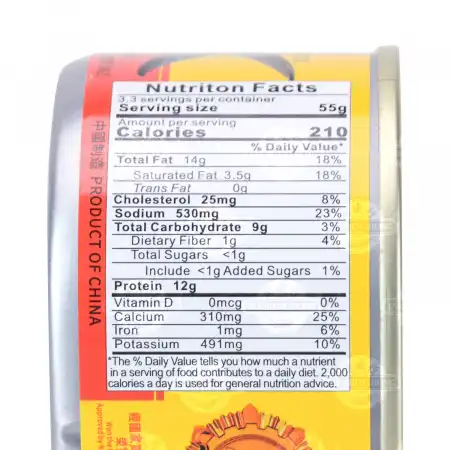 Nutriton Facts
3.3 servings per container
Serving size 55g
Amount per serving
Calories 210
% Daily Value*
Total Fat 14g 18%
Saturated Fat 3.5g 18%
Trans Fat 0g
Cholesterol 25mg 8%
Sodium 530mg 23%
Total Carbohydrate 9g 3%
Dietary Fiber 1g 4%
Total Sugars <1g
Include <1g Added Sugars 1%
Protein 12g
Vitamin D 0mcg 0%
Calcium 310mg 25%
Iron 1mg 6%
Potassium 491mg 10%
*The % Daily Value tells you how much a nutrient
in a serving of food contributes to a daily diet. 2,000
calories a day is used for general nutrition advice.
中國制造 PRODUCT OF CHINA